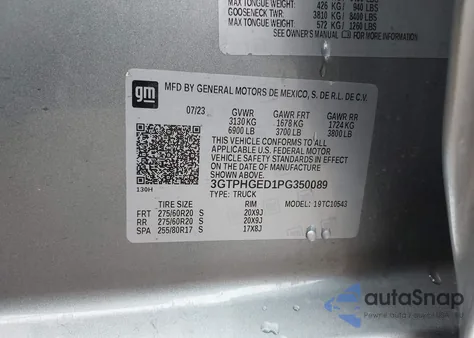 MAX TONGUE WEIGHT: 426 KG/ 940 LBS
GOOSENECK TWR: 3810 KG/ 8400 LBS
MAX TONGUE WEIGHT: 572 KG/ 1260 LBS
SEE OWNER'S MANUAL
gm
MFD BY GENERAL MOTORS DE MEXICO, S. DE R.L. DE C.V.
07/23 GVWR GAWR FRT GAWR RR
3130 KG 1678 KG 1724 KG
6900 LB 3700 LB 3800 LB
THIS VEHICLE CONFORMS TO ALL
APPLICABLE U.S. FEDERAL MOTOR
VEHICLE SAFETY STANDARDS IN EFFECT
ON THE DATE OF MANUFACTURE
SHOWN ABOVE.
3GTPHGED1PG350089
130H TYPE: TRUCK
TIRE SIZE RIM MODEL: 19TC10543
FRT 275/60R20 S 20X9J
RR 275/60R20 S 20X9J
SPA 255/80R17 S 17X8J
autoSnap